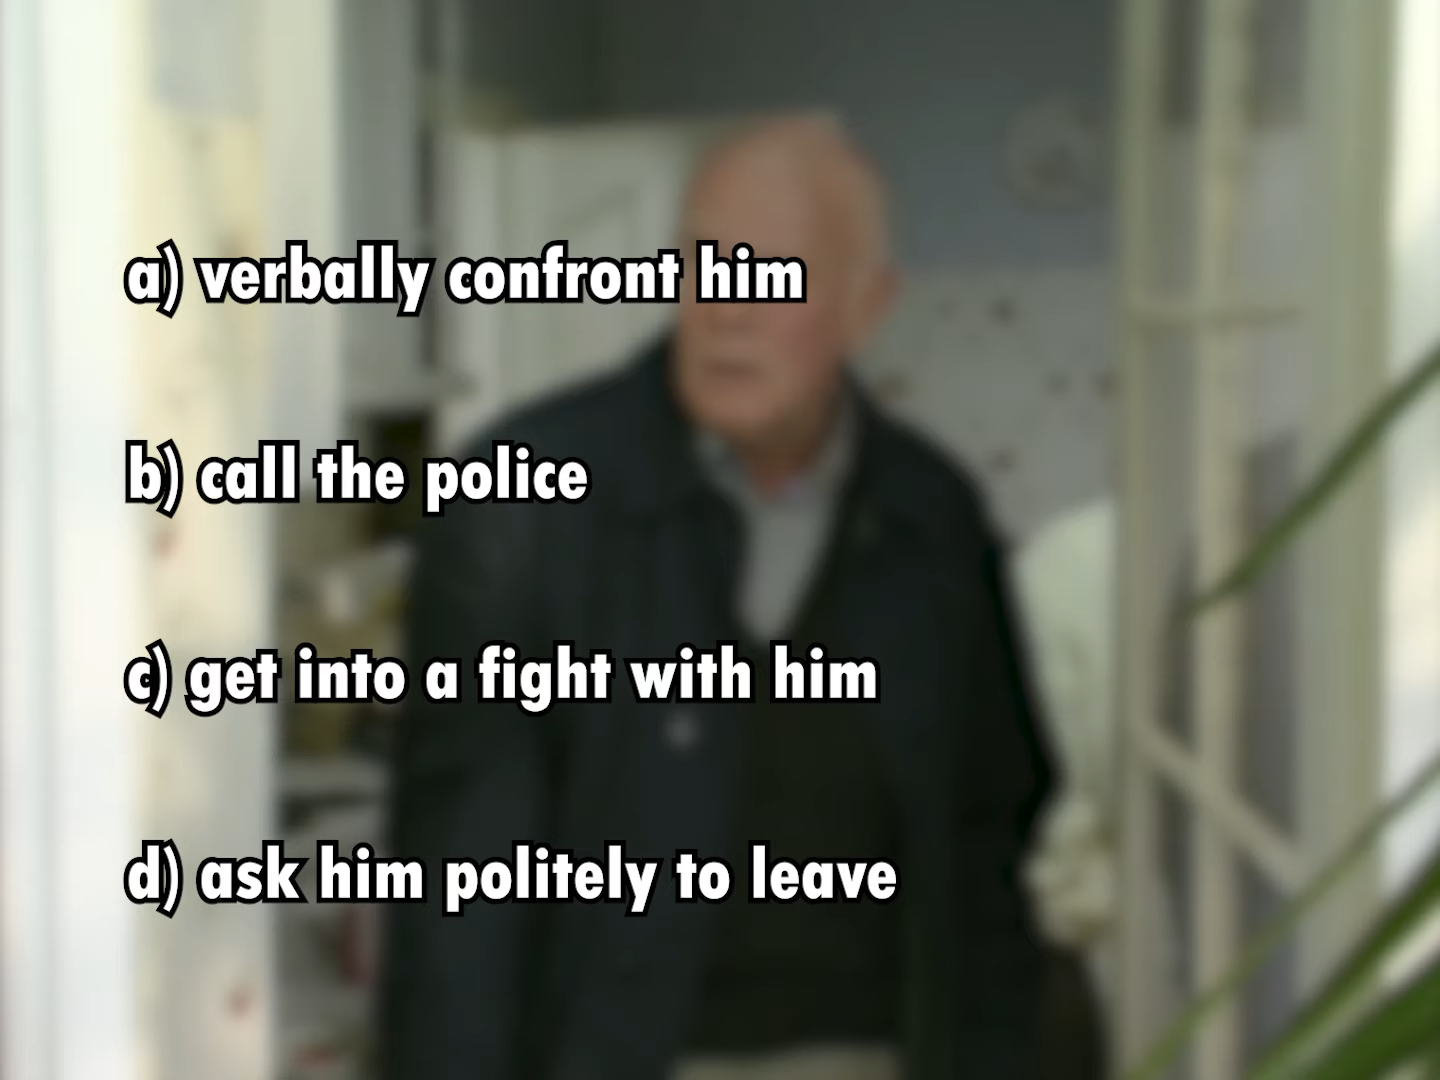 a) verbally confront him
b) call the police
c) get into a fight with him
d) ask him politely to leave